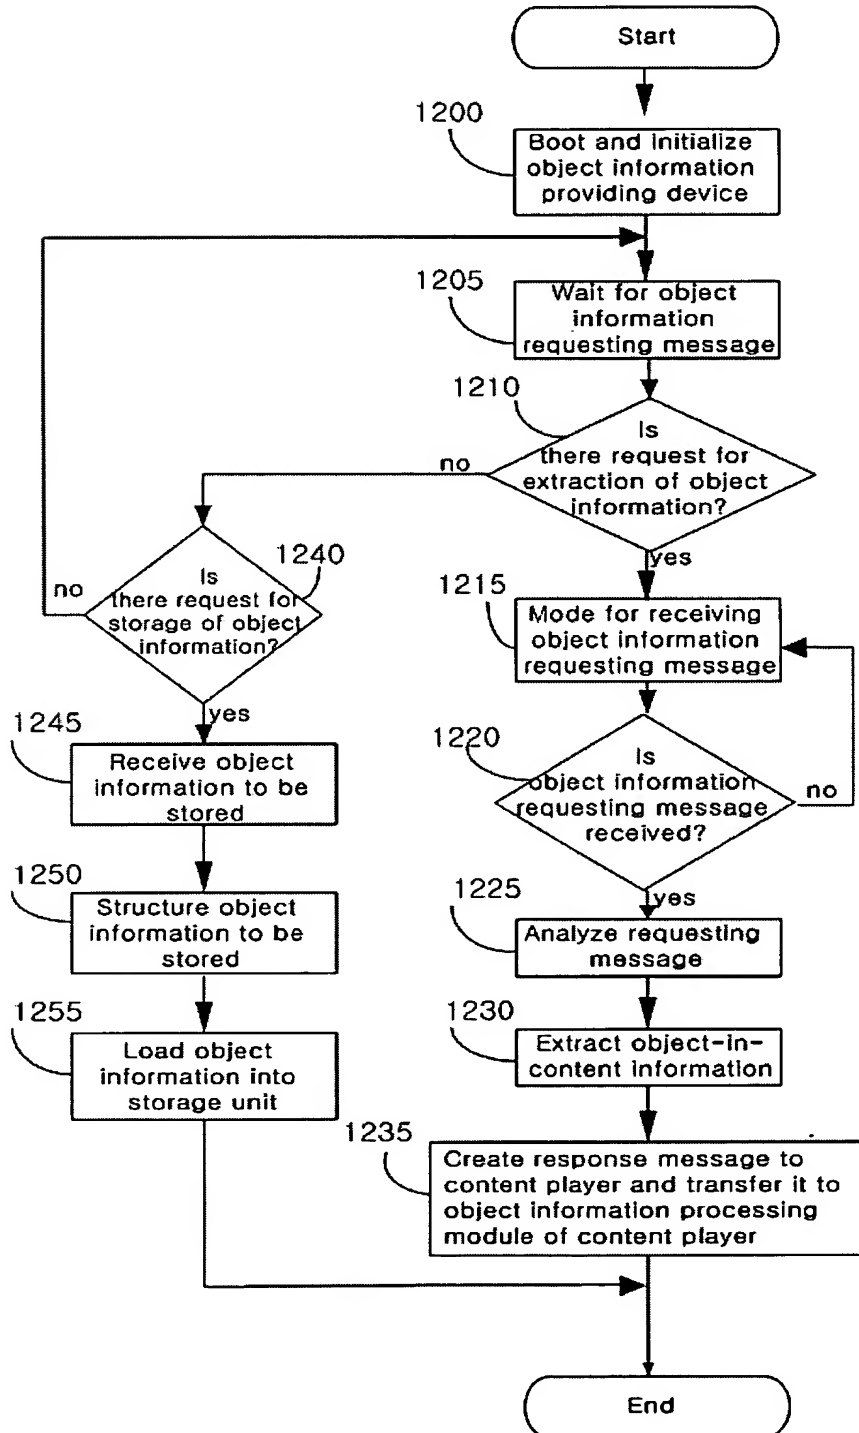 Start
1200
Boot and initialize
object information
providing device
1205
Wait for object
information
requesting message
1210
Is
there request for
extraction of object
information?
no
yes
1240
Is
there request for
storage of object
information?
no
yes
1215
Mode for receiving
object information
requesting message
1220
Is
object information
requesting message
received?
no
yes
1245
Receive object
information to be
stored
1250
Structure object
information to be
stored
1225
Analyze requesting
message
1255
Load object
information into
storage unit
1230
Extract object-in-
content information
1235
Create response message to
content player and transfer it to
object information processing
module of content player
End